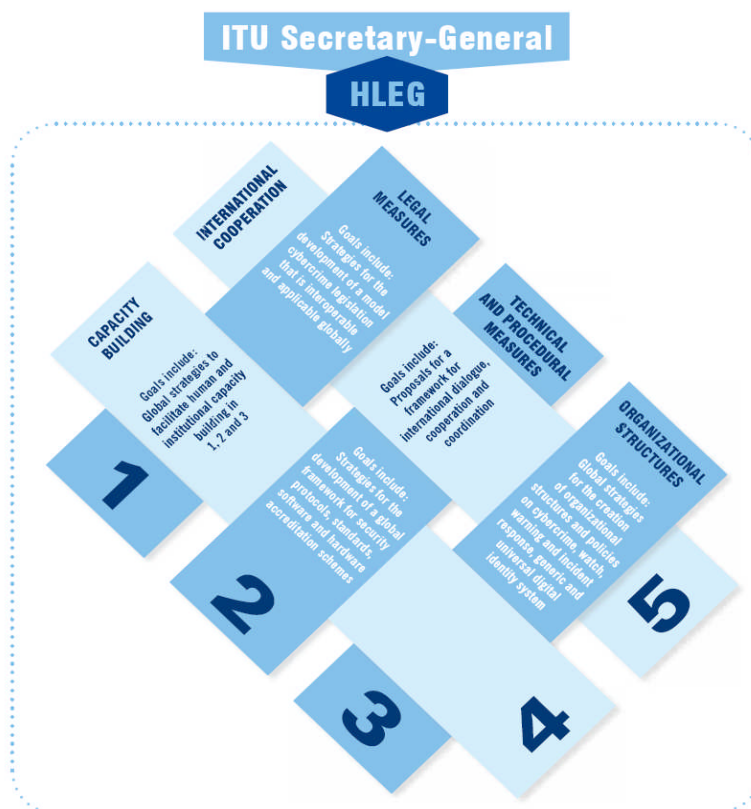 ITU Secretary-General
HLEG
INTERNATIONAL
COOPERATION
LEGAL
MEASURES
Goals include:
Strategies for the
development of a model
cybercrime legislation
that is interoperable
and applicable globally
CAPACITY
BUILDING
Goals include:
Global strategies to
facilitate human and
institutional capacity
building in
1, 2 and 3
TECHNICAL
AND PROCEDURAL
MEASURES
Goals include:
Proposals for a
framework for
international dialogue,
cooperation and
coordination
ORGANIZATIONAL
STRUCTURES
Goals include:
Global strategies
for the creation
of organizational
structures and policies
on cybercrime, watch,
warning and incident
response, generic and
universal digital
identity system
Goals include:
Strategies for the
development of a global
framework for security
protocols, standards,
software and hardware
accreditation schemes
1
2
3
4
5